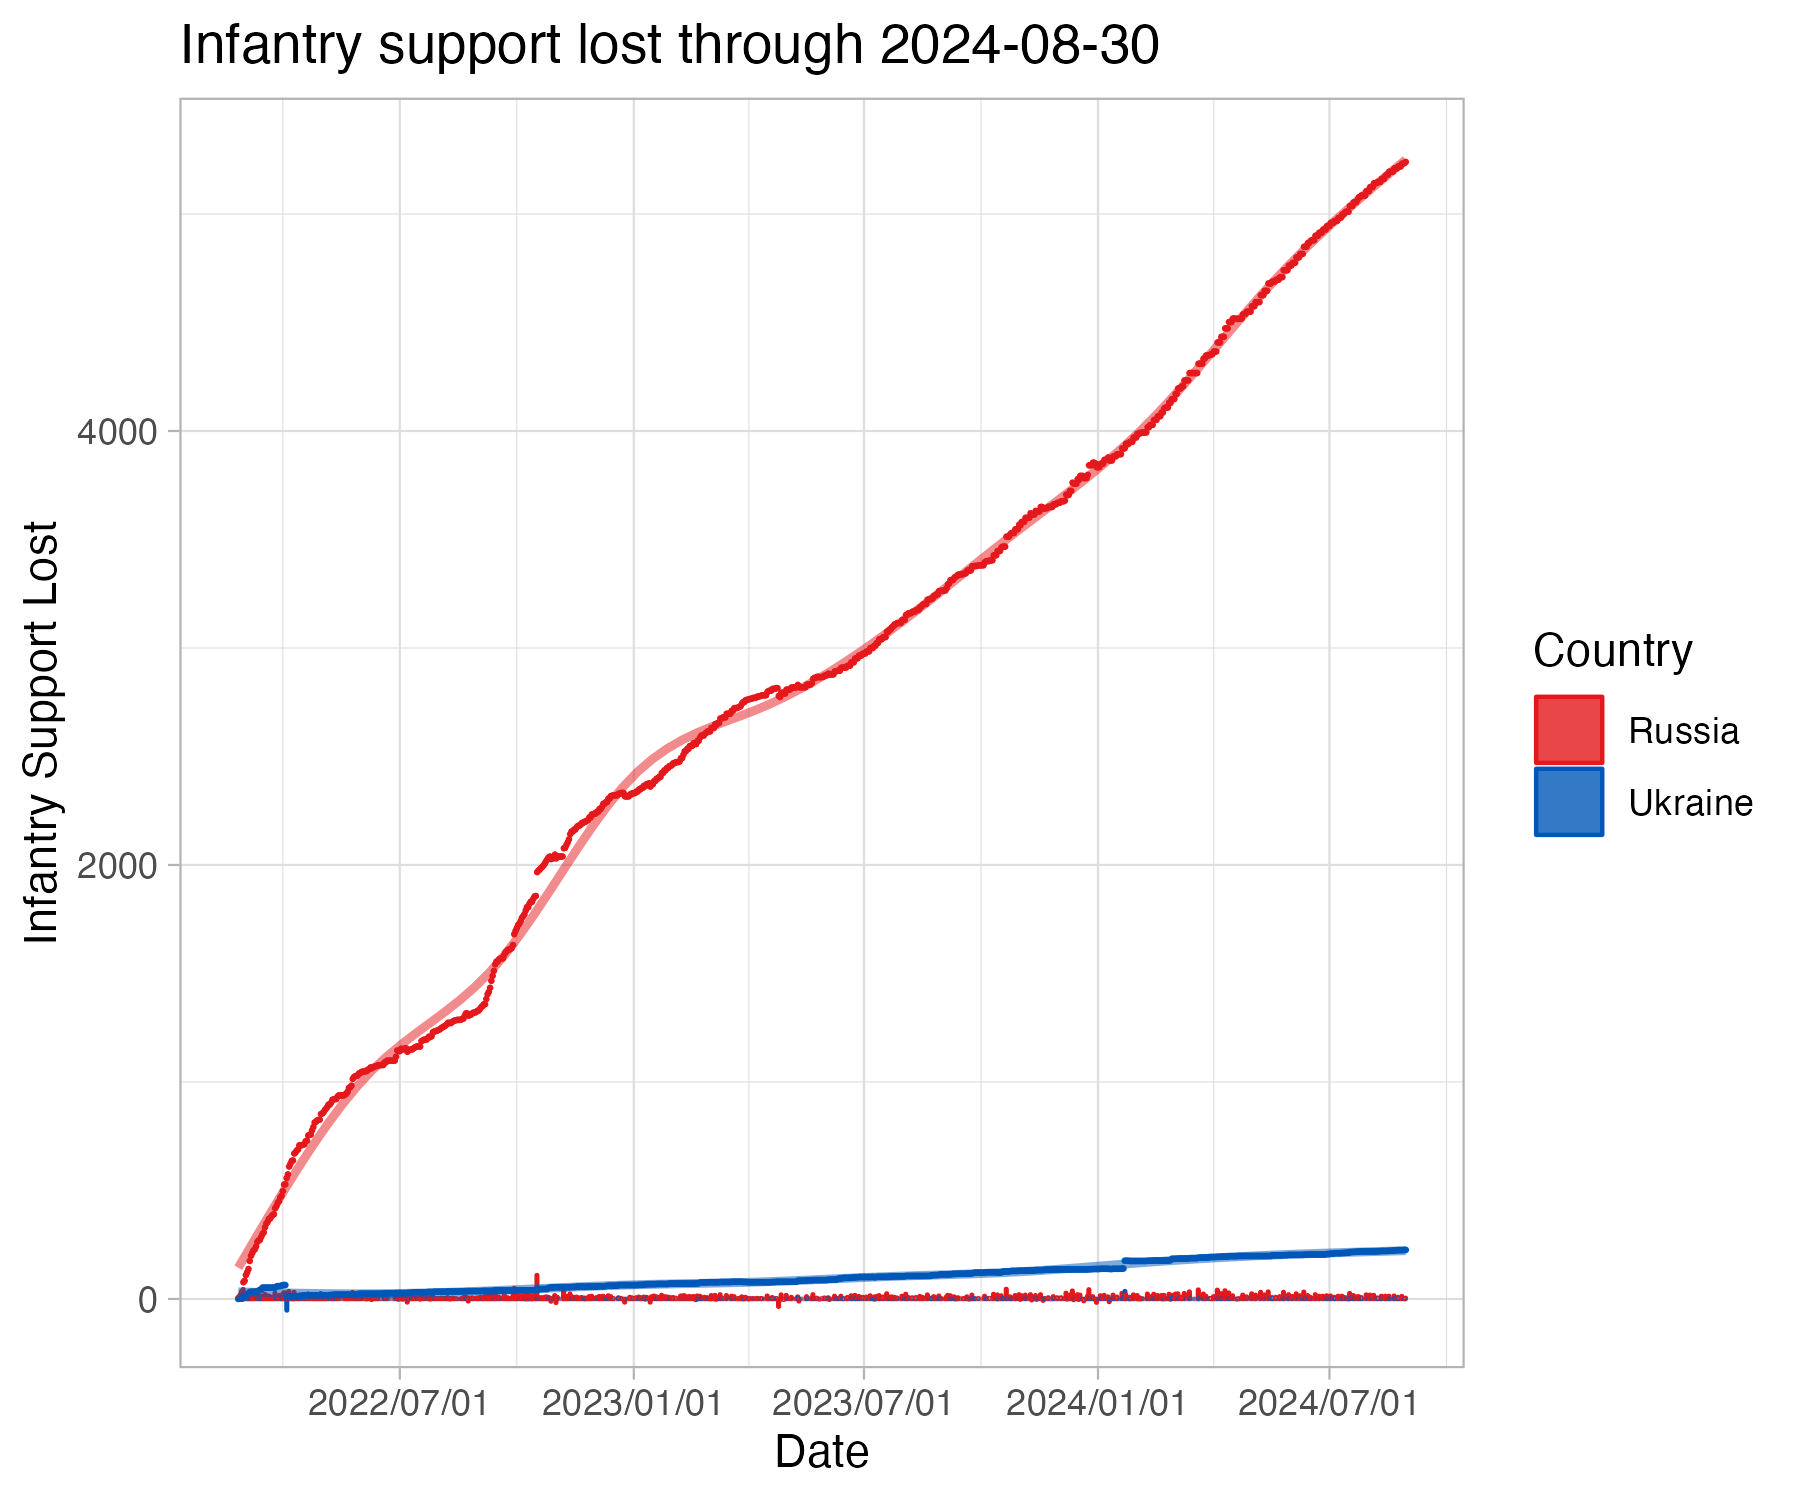 Infantry support lost through 2024-08-30
Infantry Support Lost
4000
2000
0
2022/07/01
2023/01/01
2023/07/01
2024/01/01
2024/07/01
Date
Country
Russia
Ukraine